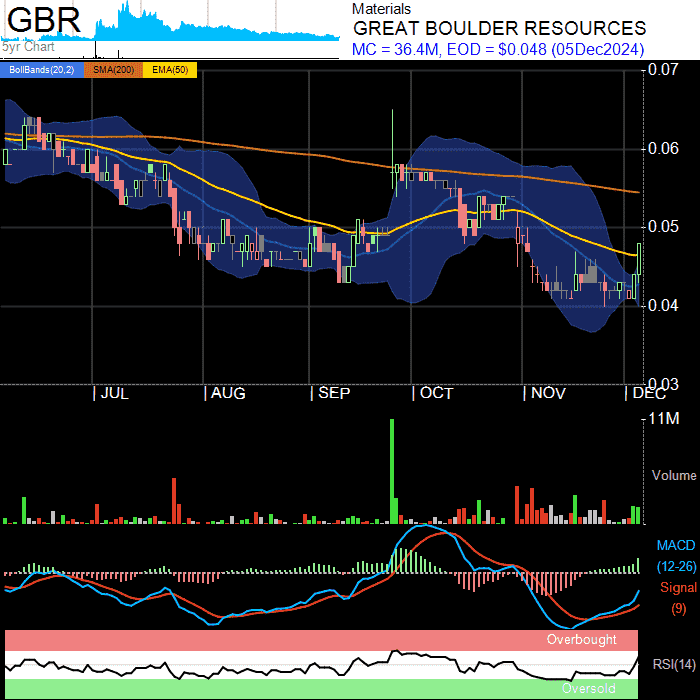 GBR
5yr Chart
Materials
GREAT BOULDER RESOURCES
MC = 36.4M, EOD = $0.048 (05Dec2024)
BollBands(20,2) SMA(200) EMA(50)
0.07
0.06
0.05
0.04
0.03
JUL AUG SEP OCT NOV DEC
11M
Volume
MACD
(12-26)
Signal
(9)
Overbought
RSI(14)
Oversold